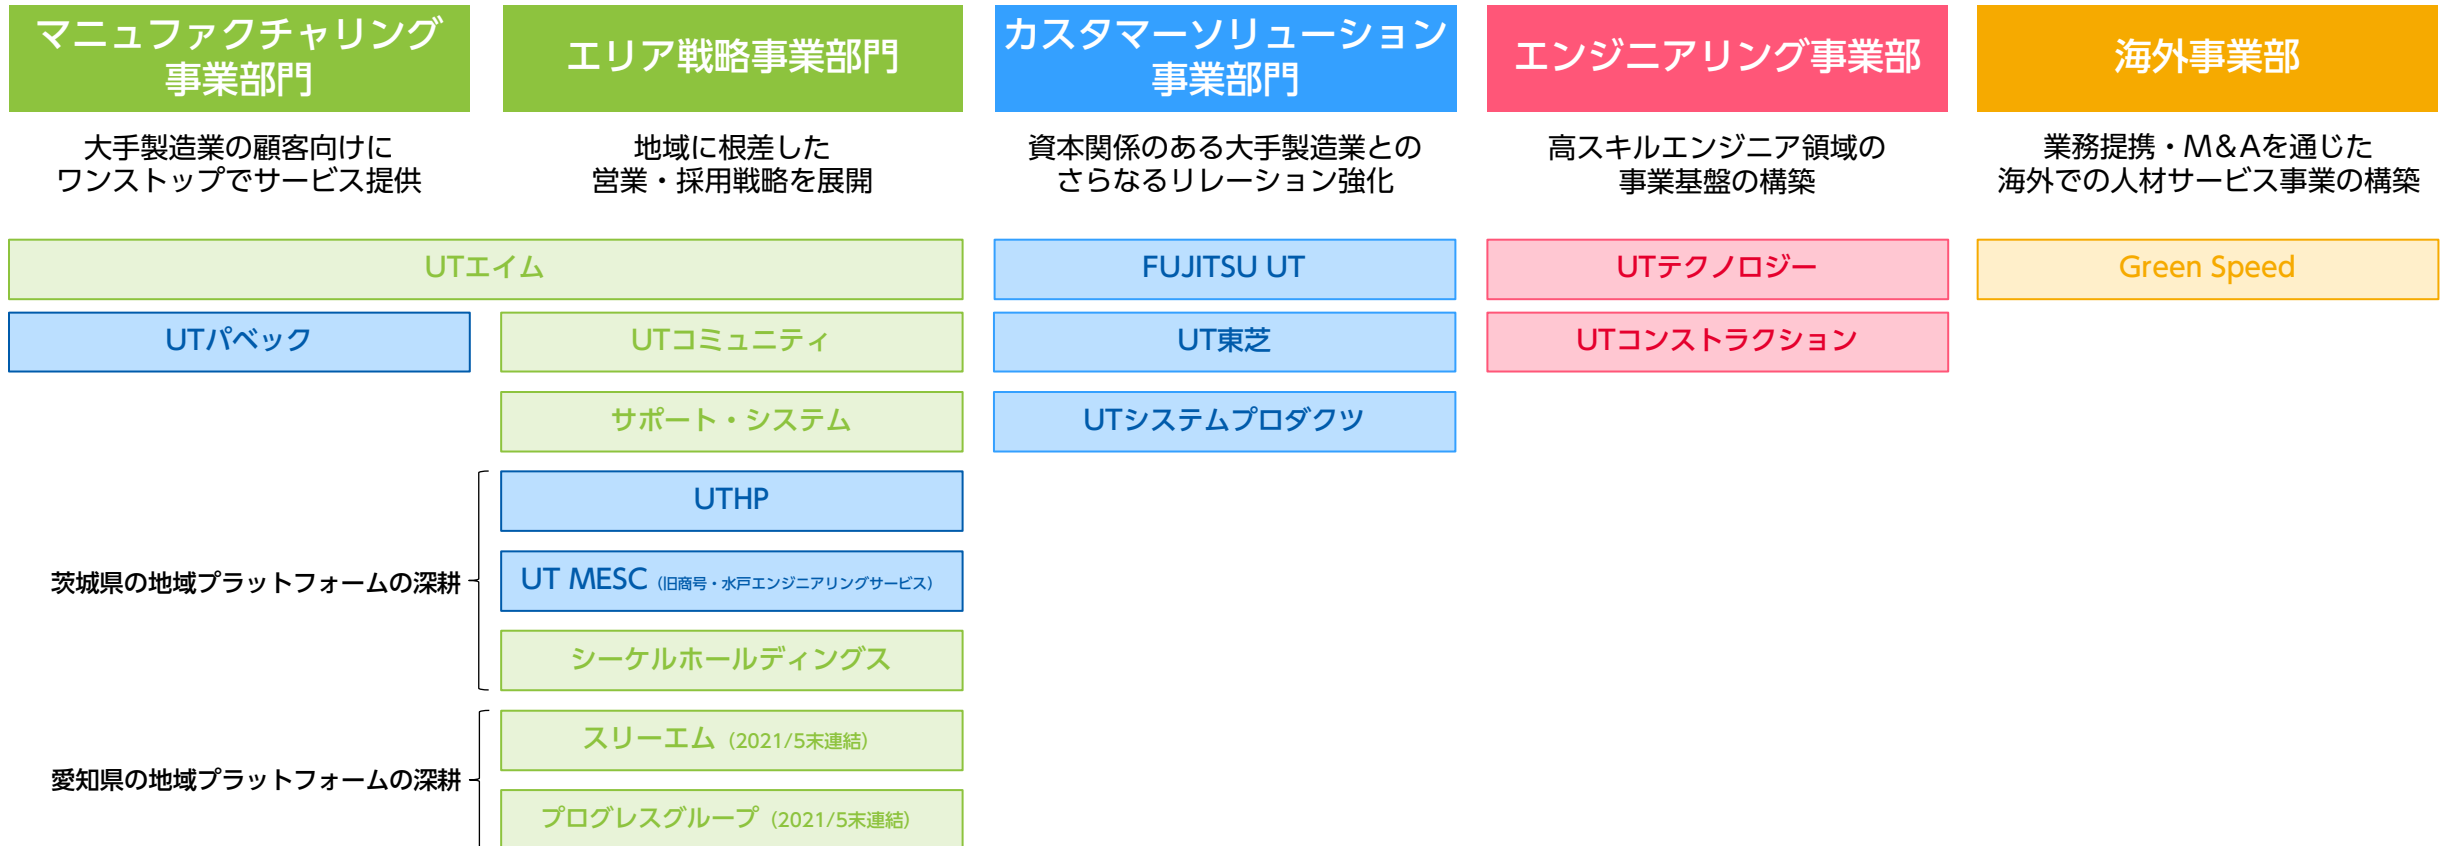 マニュファクチャリング
事業部門
エリア戦略事業部門
カスタマーソリューション
事業部門
エンジニアリング事業部
海外事業部
大手製造業の顧客向けに
ワンストップでサービス提供
地域に根差した
営業・採用戦略を展開
資本関係のある大手製造業との
さらなるリレーション強化
高スキルエンジニア領域の
事業基盤の構築
業務提携・M&Aを通じた
海外での人材サービス事業の構築
UTエイム
FUJITSU UT
UTテクノロジー
Green Speed
UTパベック
UTコミュニティ
UT東芝
UTコンストラクション
サポート・システム
UTシステムプロダクツ
UTHP
茨城県の地域プラットフォームの深耕
UT MESC（旧商号・水戸エンジニアリングサービス）
シーケルホールディングス
スリーエム（2021/5末連結）
愛知県の地域プラットフォームの深耕
プログレスグループ（2021/5末連結）